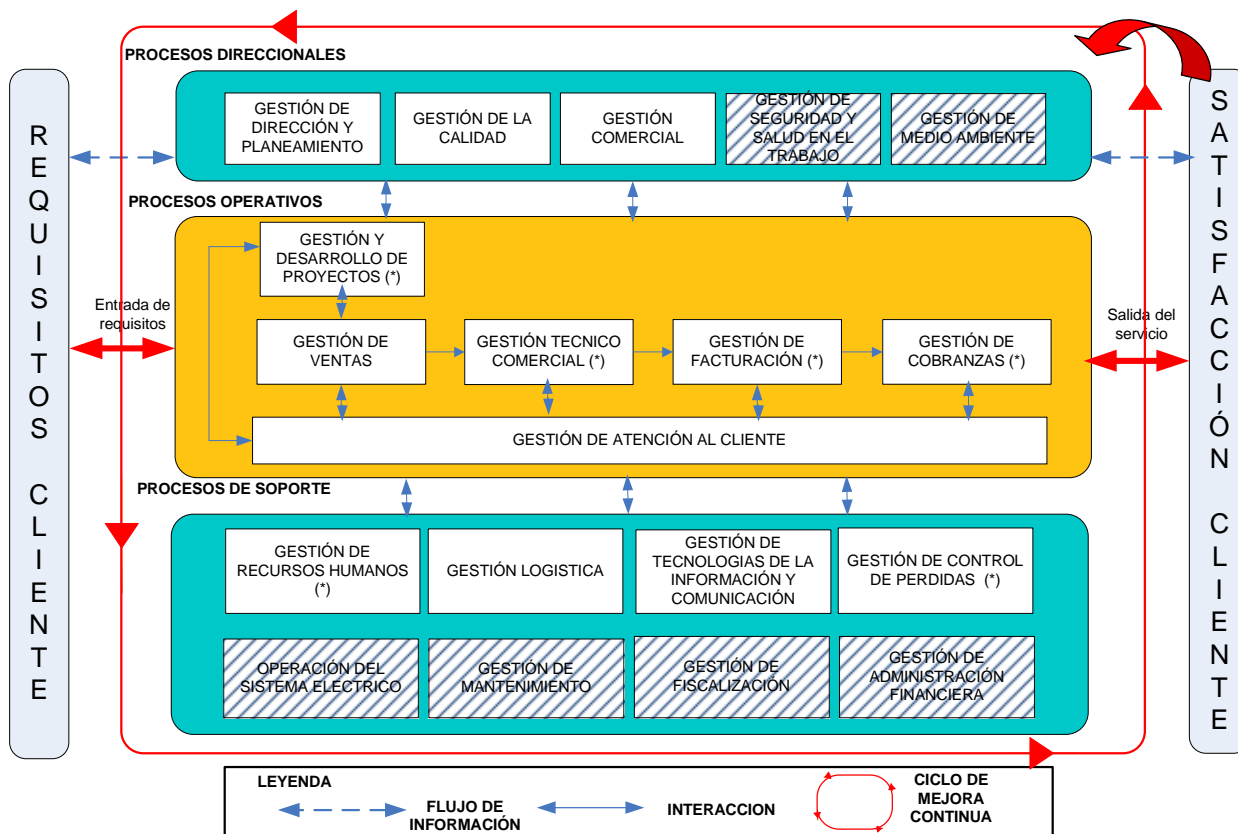 PROCESOS DIRECCIONALES
GESTIÓN DE
DIRECCIÓN Y
PLANEAMIENTO
GESTIÓN DE LA
CALIDAD
GESTIÓN
COMERCIAL
GESTIÓN DE
SEGURIDAD Y
SALUD EN EL
TRABAJO
GESTIÓN DE
MEDIO AMBIENTE
REQUISITOS CLIENTE
SATISFACCIÓN CLIENTE
PROCESOS OPERATIVOS
GESTIÓN Y
DESARROLLO DE
PROYECTOS (*)
Entrada de
requisitos
GESTIÓN DE
VENTAS
GESTIÓN TECNICO
COMERCIAL (*)
GESTIÓN DE
FACTURACIÓN (*)
GESTIÓN DE
COBRANZAS (*)
Salida del
servicio
GESTIÓN DE ATENCIÓN AL CLIENTE
PROCESOS DE SOPORTE
GESTIÓN DE
RECURSOS HUMANOS
(*)
GESTIÓN LOGISTICA
GESTIÓN DE
TECNOLOGIAS DE LA
INFORMACIÓN Y
COMUNICACIÓN
GESTIÓN DE CONTROL
DE PERDIDAS (*)
OPERACIÓN DEL
SISTEMA ELECTRICO
GESTIÓN DE
MANTENIMIENTO
GESTIÓN DE
FISCALIZACIÓN
GESTIÓN DE
ADMINISTRACIÓN
FINANCIERA
LEYENDA
FLUJO DE
INFORMACIÓN
INTERACCION
CICLO DE
MEJORA
CONTINUA